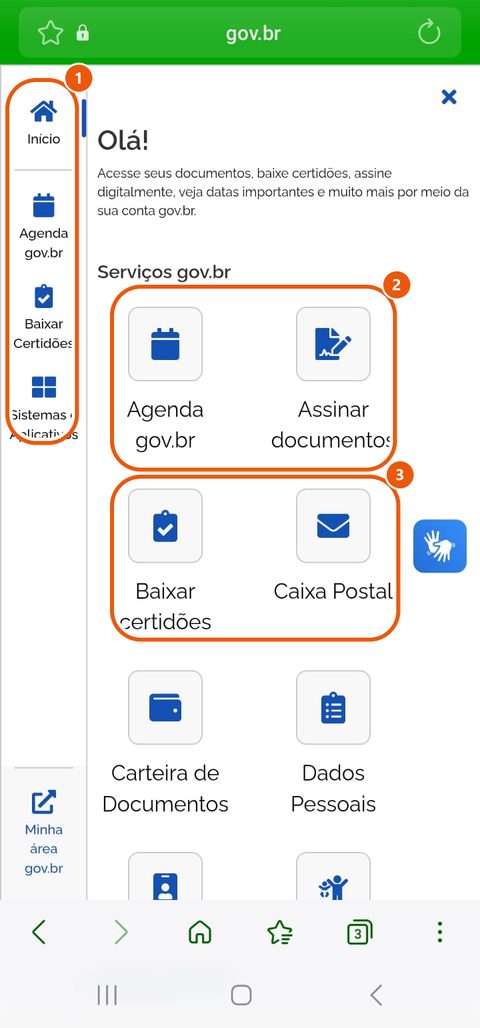 gov.br
1
Início
Agenda
gov.br
Baixar
Certidões
Sistemas e
Aplicativos
Olá!
Acesse seus documentos, baixe certidões, assine
digitalmente, veja datas importantes e muito mais por meio da
sua conta gov.br.
Serviços gov.br
2
Agenda
gov.br
Assinar
documentos
3
Baixar
certidões
Caixa Postal
Carteira de
Documentos
Dados
Pessoais
Minha
área
gov.br
3